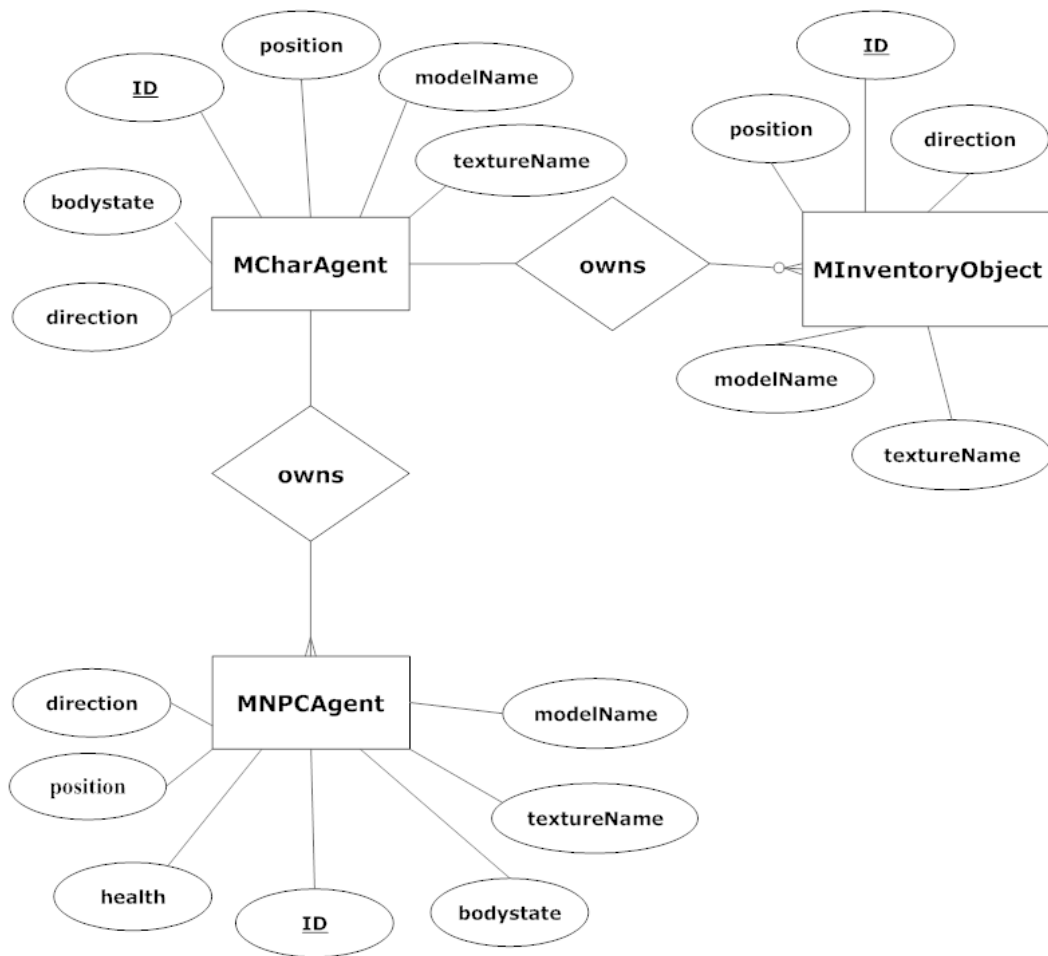 position
ID
ID
modelName
position
direction
textureName
bodystate
MCharAgent
owns
MInventoryObject
direction
modelName
textureName
owns
direction
MNPCAgent
modelName
position
textureName
health
ID
bodystate